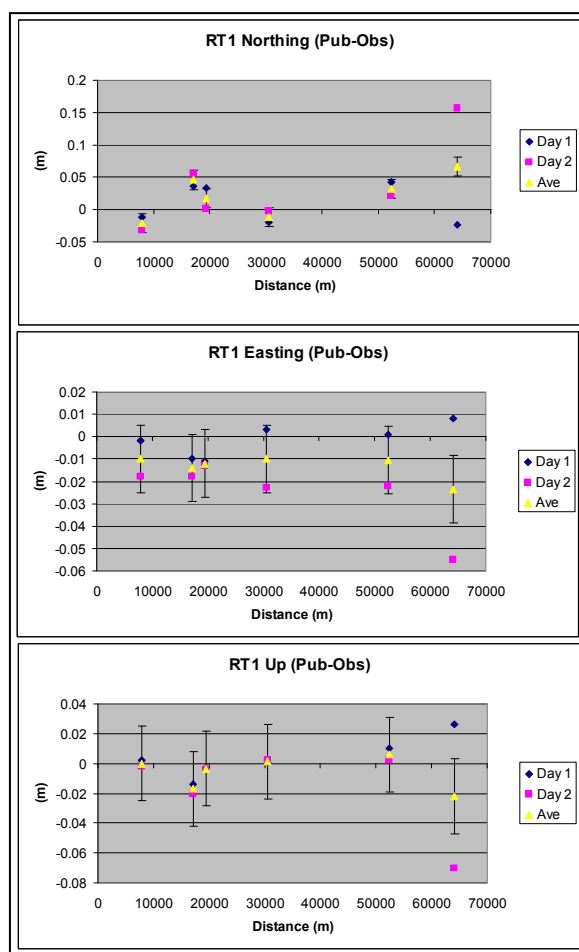 RT1 Northing (Pub-Obs)
0.2
0.15
0.1
0.05
0
-0.05
(m)
0 10000 20000 30000 40000 50000 60000 70000
Distance (m)
Day 1
Day 2
Ave
RT1 Easting (Pub-Obs)
0.02
0.01
0
-0.01
-0.02
-0.03
-0.04
-0.05
-0.06
(m)
0 10000 20000 30000 40000 50000 60000 70000
Distance (m)
Day 1
Day 2
Ave
RT1 Up (Pub-Obs)
0.04
0.02
0
-0.02
-0.04
-0.06
-0.08
(m)
0 10000 20000 30000 40000 50000 60000 70000
Distance (m)
Day 1
Day 2
Ave